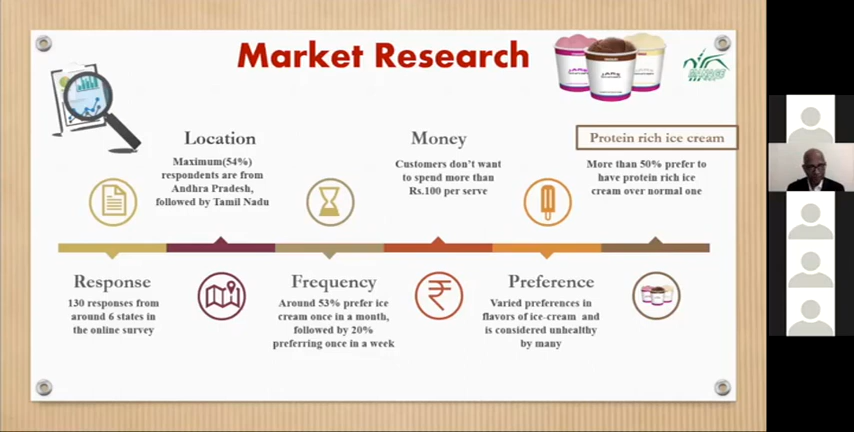 Market Research
Location
Maximum(54%)
respondents are from
Andhra Pradesh,
followed by Tamil Nadu
Money
Customers don't want
to spend more than
Rs.100 per serve
Protein rich ice cream
More than 50% prefer to
have protein rich ice
cream over normal one
Response
130 responses from
around 6 states in
the online survey
Frequency
Around 53% prefer ice
cream once in a month,
followed by 20%
preferring once in a week
₹
Preference
Varied preferences in
flavors of ice-cream and
is considered unhealthy
by many